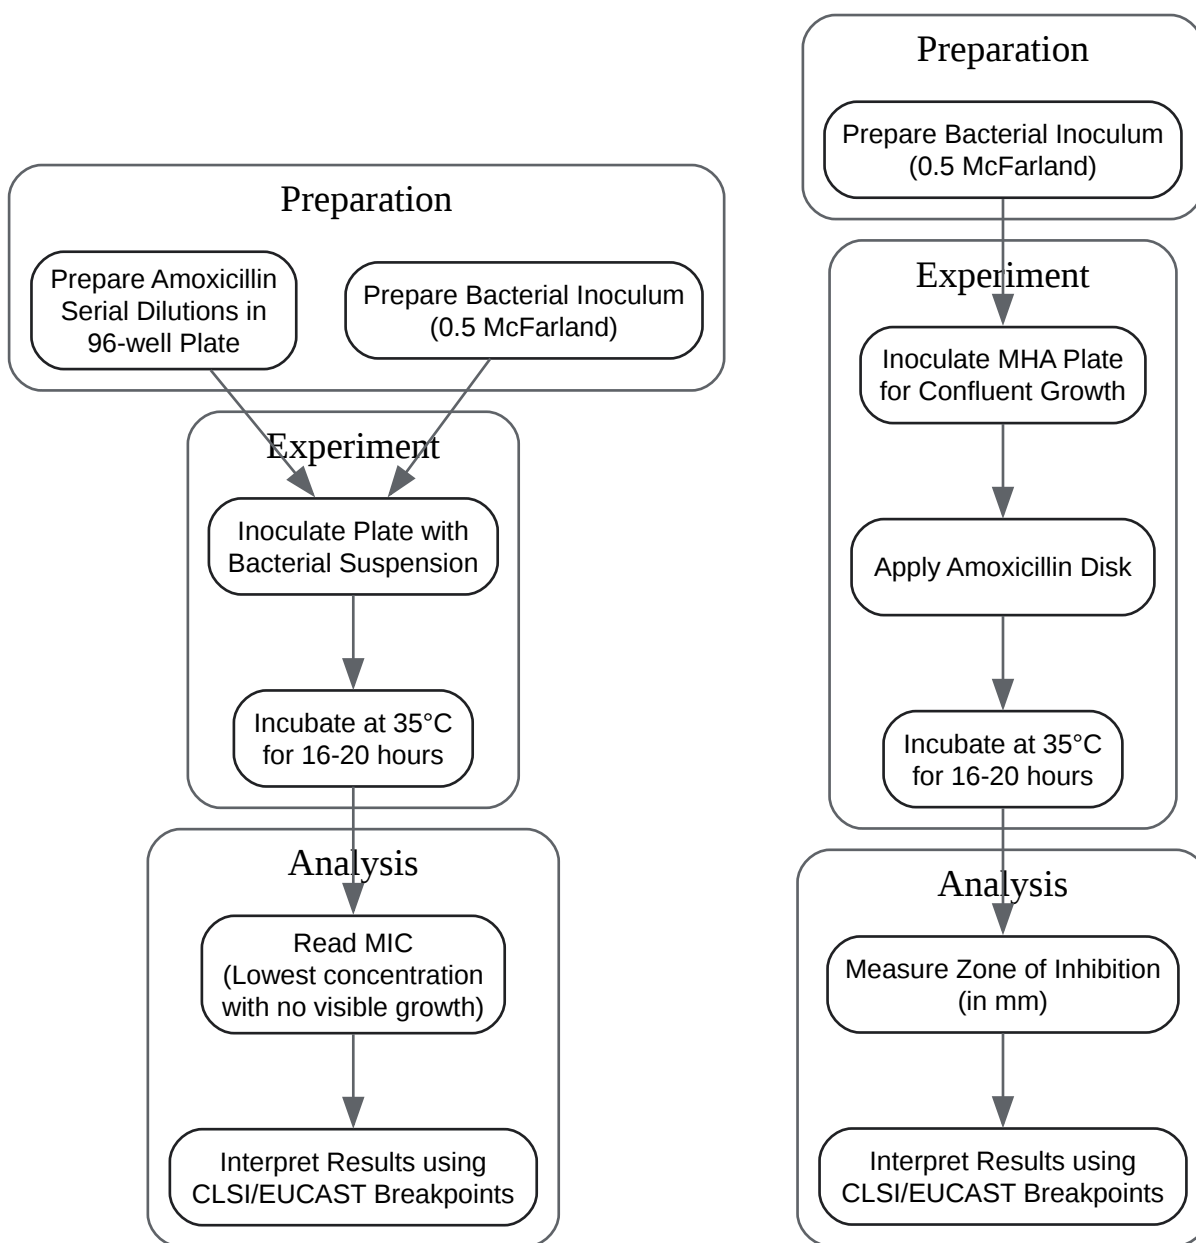 Preparation
Prepare Amoxicillin
Serial Dilutions in
96-well Plate
Prepare Bacterial Inoculum
(0.5 McFarland)
Experiment
Inoculate Plate with
Bacterial Suspension
Incubate at 35°C
for 16-20 hours
Analysis
Read MIC
(Lowest concentration
with no visible growth)
Interpret Results using
CLSI/EUCAST Breakpoints
Preparation
Prepare Bacterial Inoculum
(0.5 McFarland)
Experiment
Inoculate MHA Plate
for Confluent Growth
Apply Amoxicillin Disk
Incubate at 35°C
for 16-20 hours
Analysis
Measure Zone of Inhibition
(in mm)
Interpret Results using
CLSI/EUCAST Breakpoints